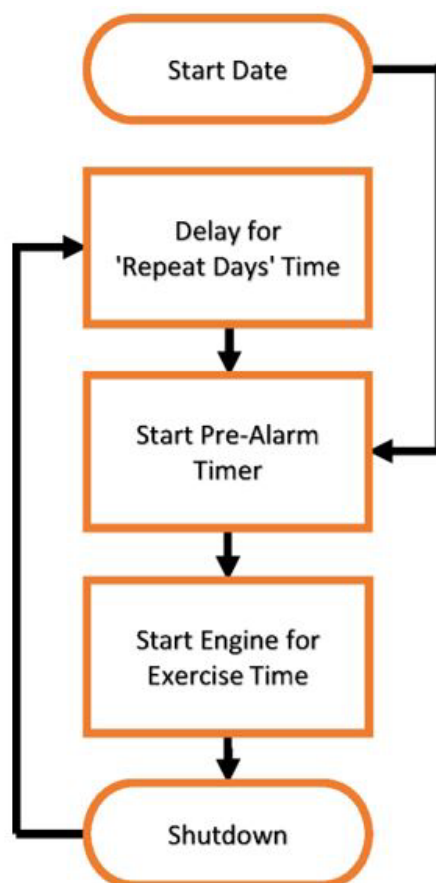 Start Date
Delay for
'Repeat Days' Time
Start Pre-Alarm
Timer
Start Engine for
Exercise Time
Shutdown